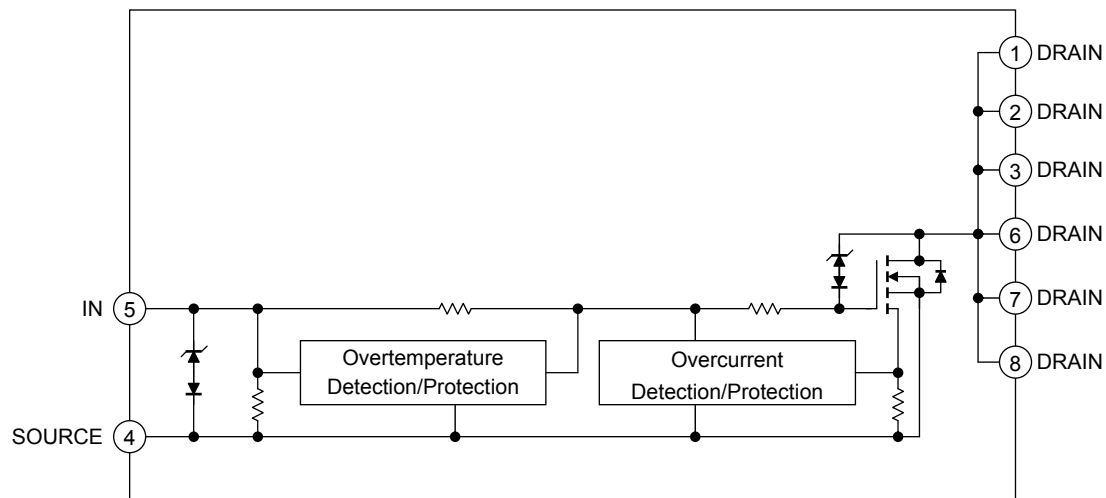 1 DRAIN
2 DRAIN
3 DRAIN
6 DRAIN
IN 5
7 DRAIN
Overtemperature
Detection/Protection
Overcurrent
Detection/Protection
8 DRAIN
SOURCE 4